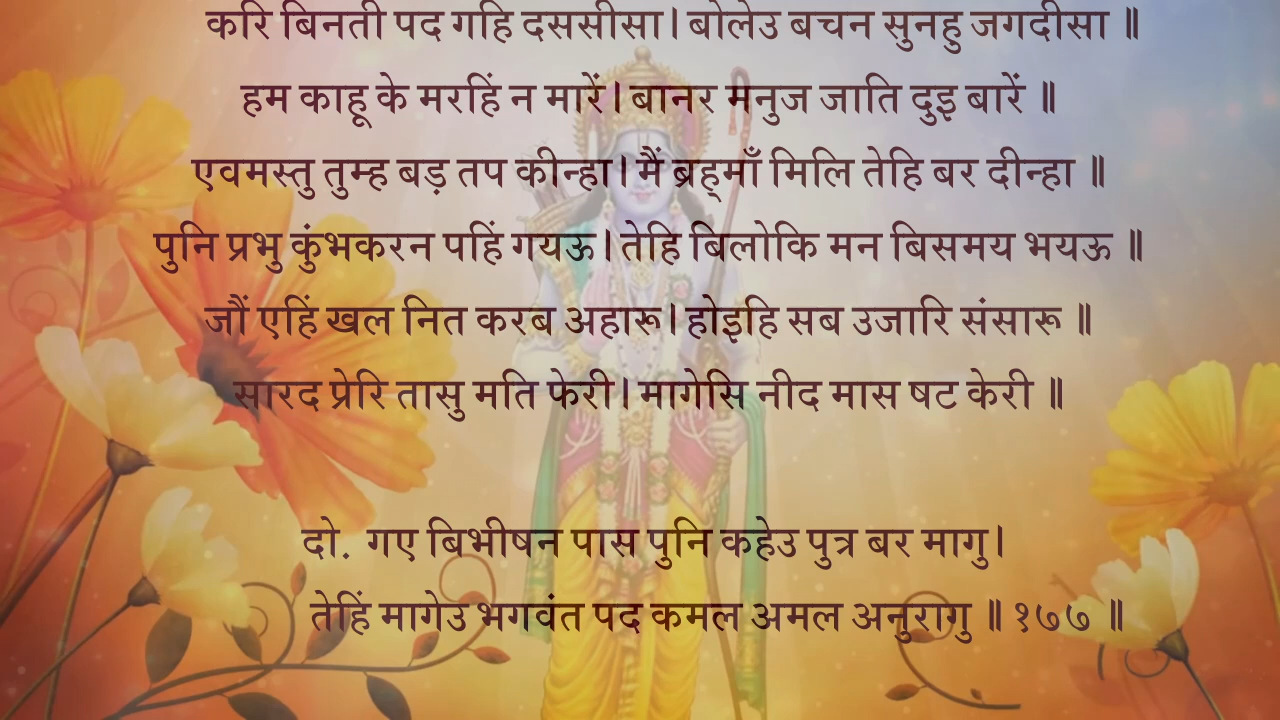 करि बिनती पद गहि दससीसा। बोलेउ बचन सुनहु जगदीसा ॥
हम काहू के मरहिं न मारें। बानर मनुज जाति दुइ बारें ॥
एवमस्तु तुम्ह बड़ तप कीन्हा। मैं ब्रह्माँ मिलि तेहि बर दीन्हा ॥
पुनि प्रभु कुंभकरन पहिं गयऊ। तेहि बिलोकि मन बिसमय भयऊ ॥
जौं एहिं खल नित करब अहारू। होइहि सब उजारि संसारू ॥
सारद प्रेरि तासु मति फेरी। मागेसि नीद मास षट केरी ॥
दो. गए बिभीषन पास पुनि कहेउ पुत्र बर मागु।
तेहिं मागेउ भगवंत पद कमल अमल अनुरागु ॥ १७७ ॥